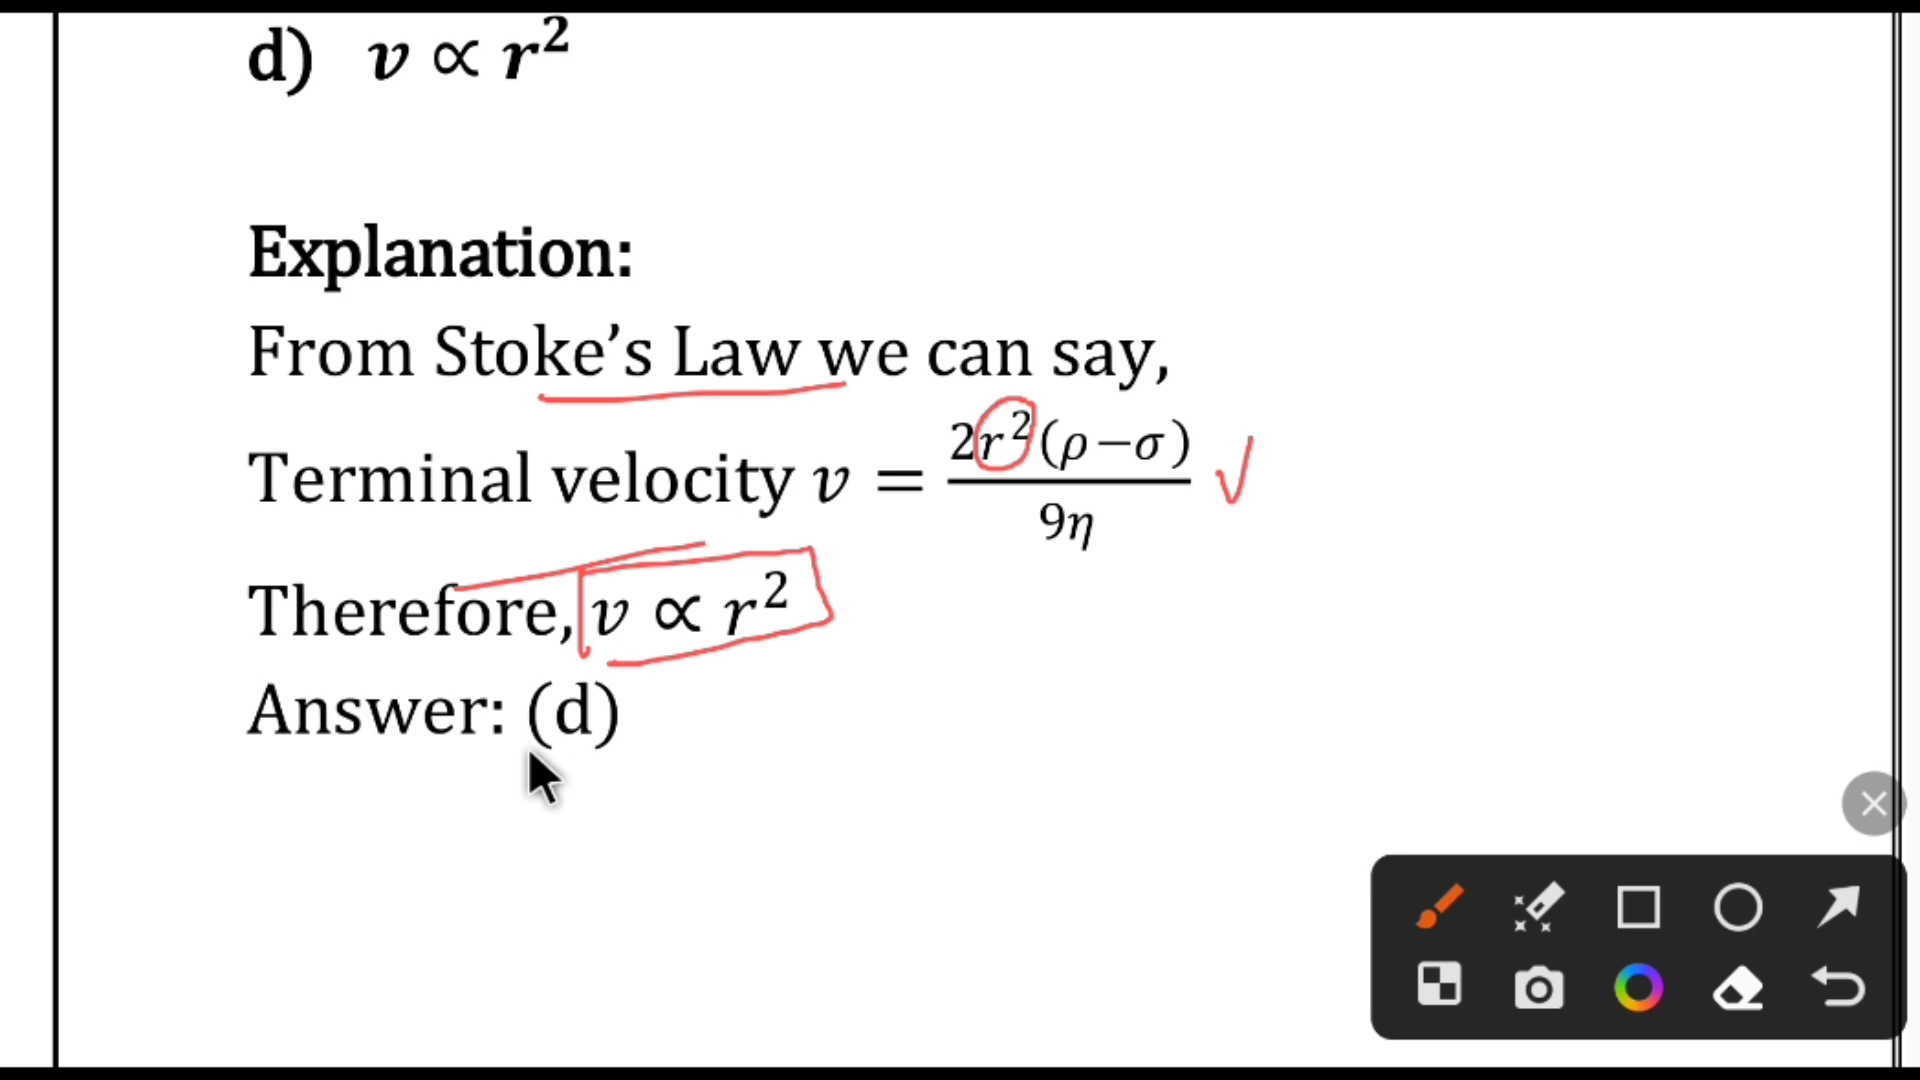 d) v ∝ r²
Explanation:
From Stoke's Law we can say,
Terminal velocity v = 2r²(ρ−σ) / 9η
Therefore, v ∝ r²
Answer: (d)